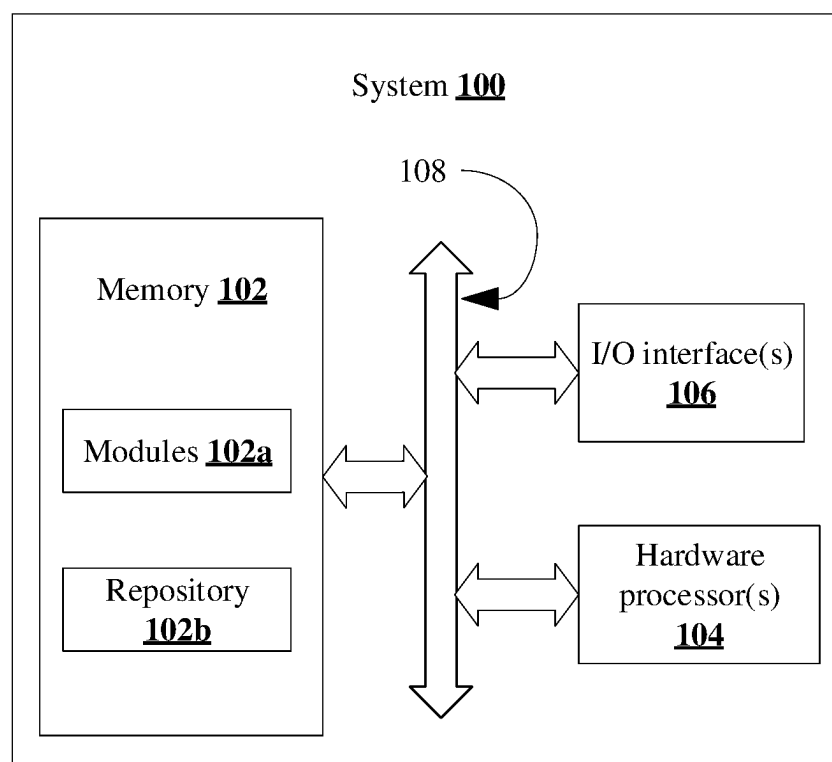 System 100
108
Memory 102
I/O interface(s)
106
Modules 102a
Hardware
processor(s)
104
Repository
102b